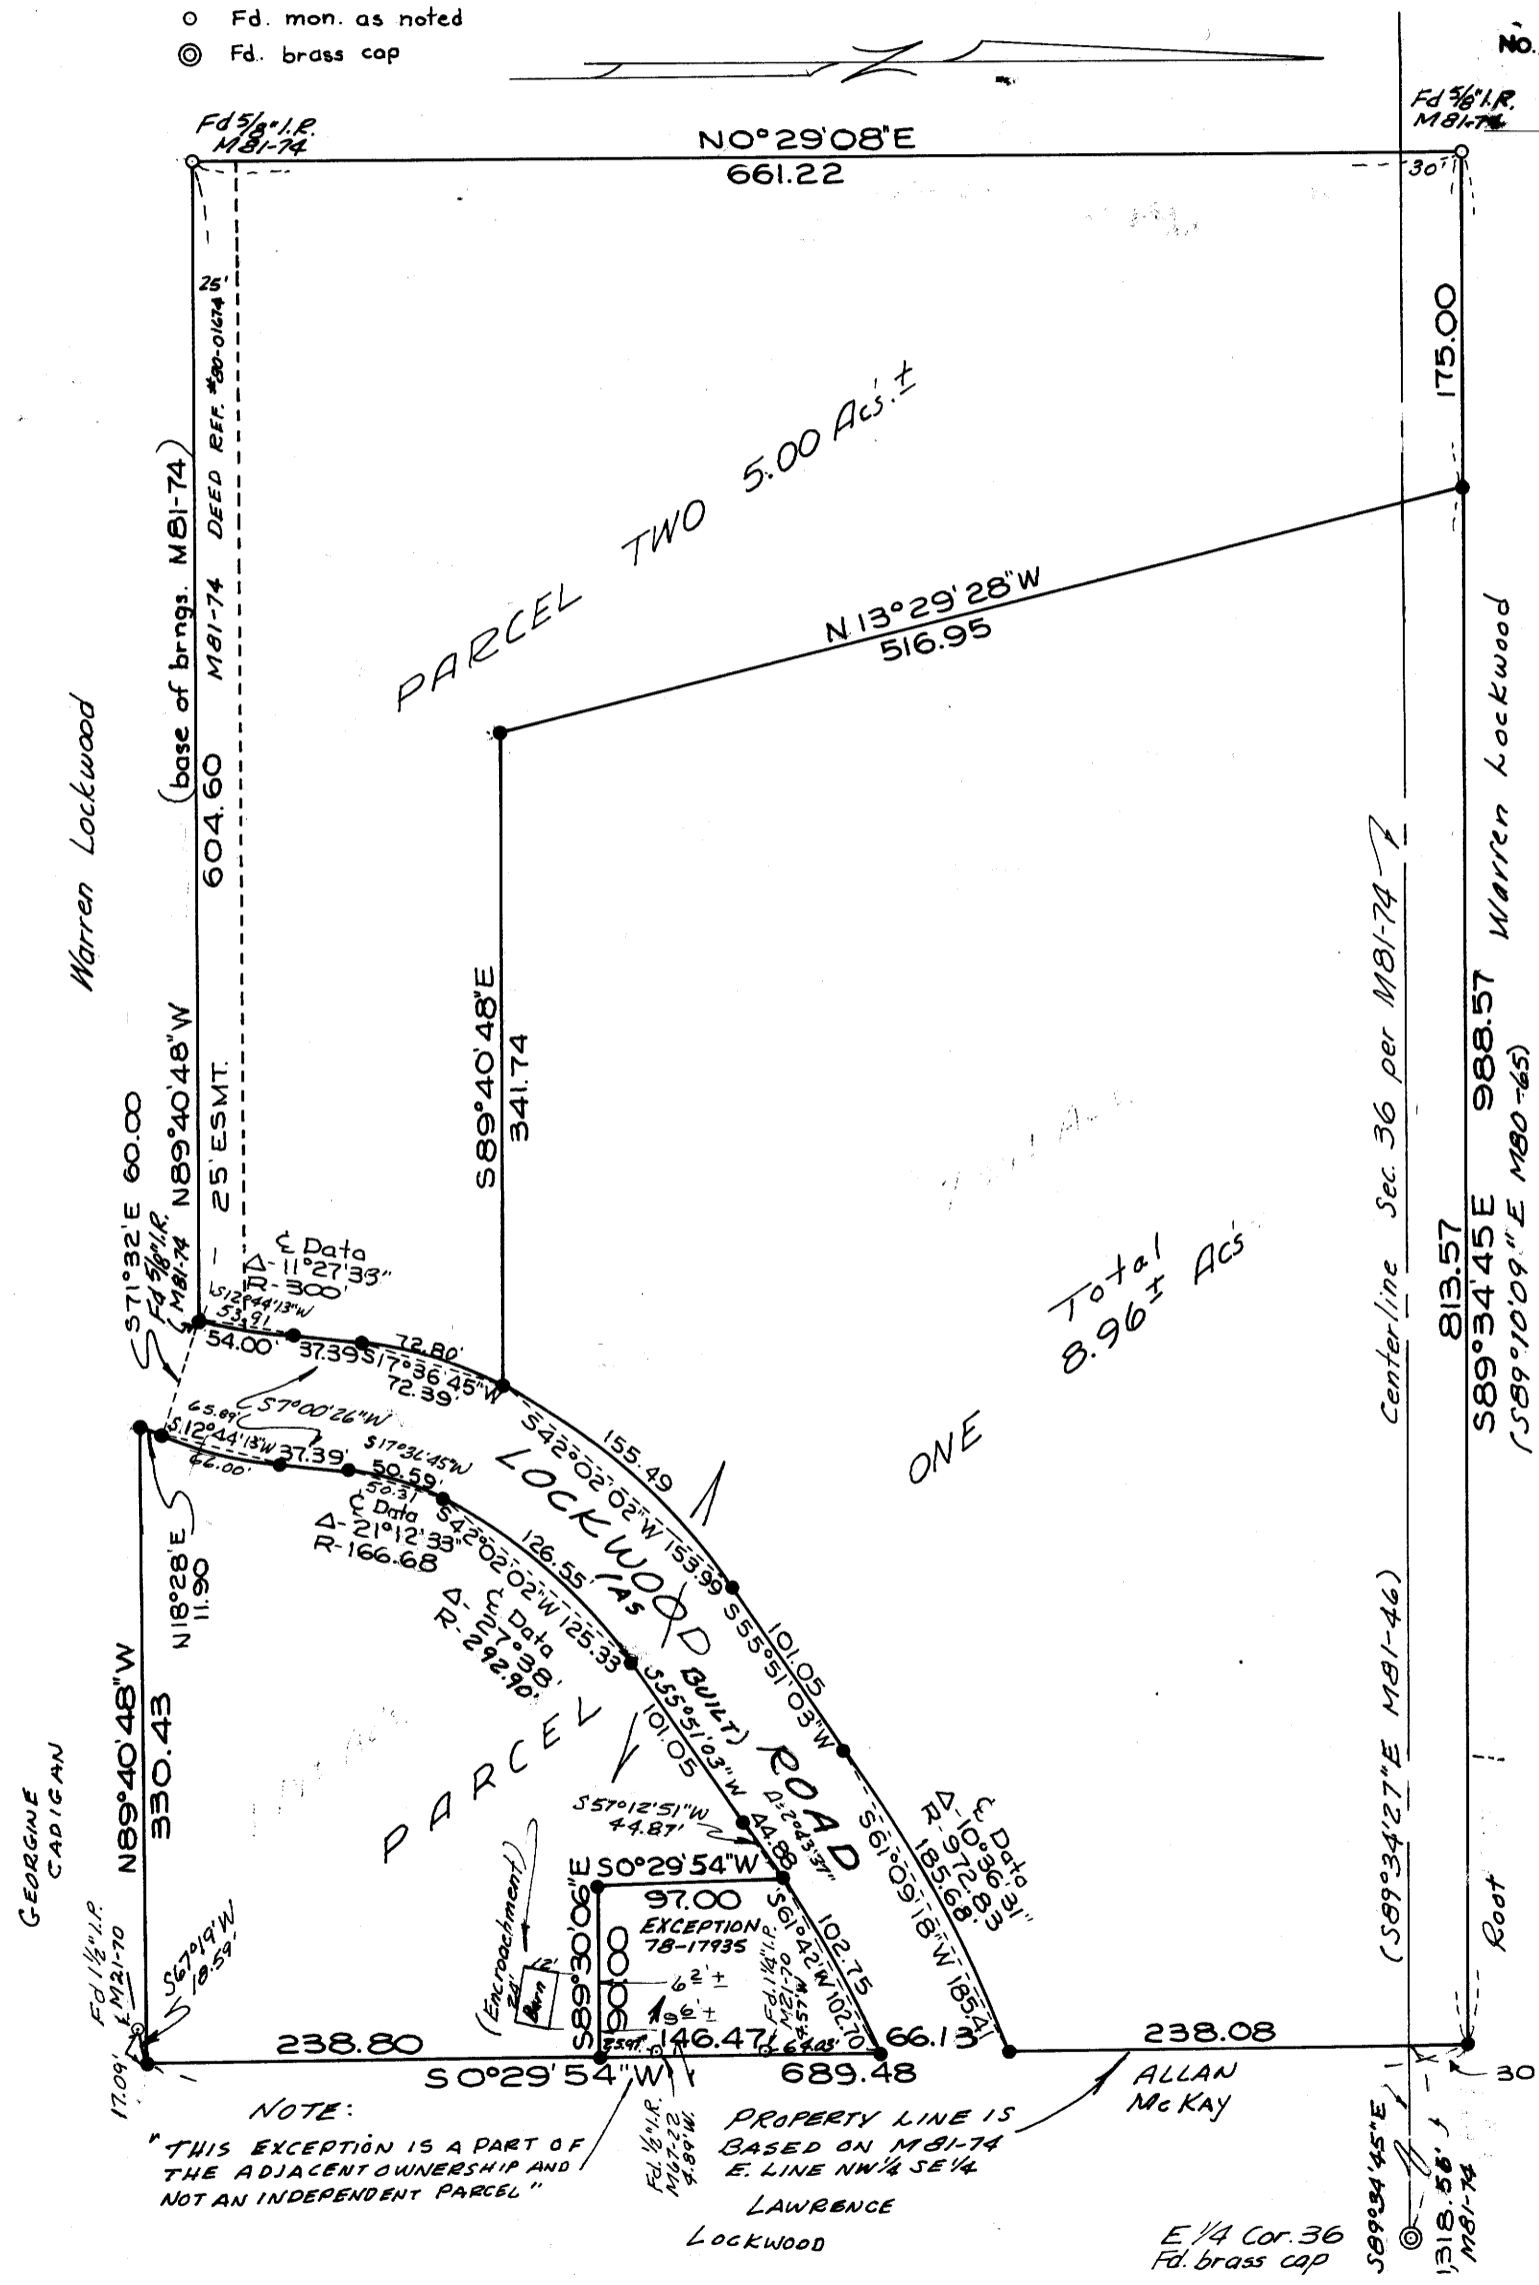 Fd. mon. as noted
Fd. brass cap
No.
Fd 5/8" I.R.
M81-74
Fd 5/8" I.R.
M81-74
N0°29'08"E
661.22
30'
175.00
25'
M81-74 DEED REF. #80-01674
(base of brngs. M81-74)
604.60
N89°40'48"W
25' ESMT.
PARCEL TWO 5.00 Ac's.±
N13°29'28"W
516.95
Warren Lockwood
Warren Lockwood
S89°40'48"E
341.74
Centerline Sec. 36 per M81-74
(S89°34'27"E M81-46)
813.57
S89°34'45"E 988.57
(S89°10'09"E M80-65)
Root
S71°32'E 60.00
Fd 5/8" I.R.
M81-74
℄ Data
Δ-11°27'33"
R-300'
S12°44'13"W
53.91
54.00'
37.39
72.80'
S17°36'45"W
72.39'
S7°00'26"W
65.89'
S12°44'13"W
66.00'
37.39'
S17°36'45"W
50.59'
50.31
℄ Data
Δ-21°12'33"
R-166.68
155.49
S42°02'02"W 153.99
126.55'
S42°02'02"W 125.33
℄ Data
Δ-27°38'
R-292.90'
LOCKWOOD ROAD
(AS BUILT)
Total
8.96± Ac's
PARCEL ONE
101.05
S55°51'03"W
S55°51'03"W
101.05
℄ Data
Δ-10°36'31"
R-972.83
185.68'
S61°09'18"W 185.41
S57°12'51"W
44.87'
44.88
Δ=2°43'37"
102.75
S61°42'W 102.70
N18°28'E
11.90
N89°40'48"W
330.43
GEORGINE
CADIGAN
Fd 1½" I.P.
M21-70
S67°19'W
18.59
17.09'
S0°29'54"W
97.00
EXCEPTION
78-17935
S89°30'06"E
90.00
(Encroachment)
24'
12'
Barn
6²'±
9⁶'±
Fd. 1¼" I.P.
M21-70
4.57'W
238.80
23.97'
146.47
64.03'
66.13
238.08
S0°29'54"W
689.48
30
NOTE:
"THIS EXCEPTION IS A PART OF
THE ADJACENT OWNERSHIP AND
NOT AN INDEPENDENT PARCEL"
Fd. ½" I.R.
M67-22
4.89'W.
PROPERTY LINE IS
BASED ON M81-74
E. LINE NW¼ SE¼
ALLAN
McKAY
LAWRENCE
LOCKWOOD
E ¼ Cor. 36
Fd. brass cap
S89°34'45"E
1,318.56'
M81-74